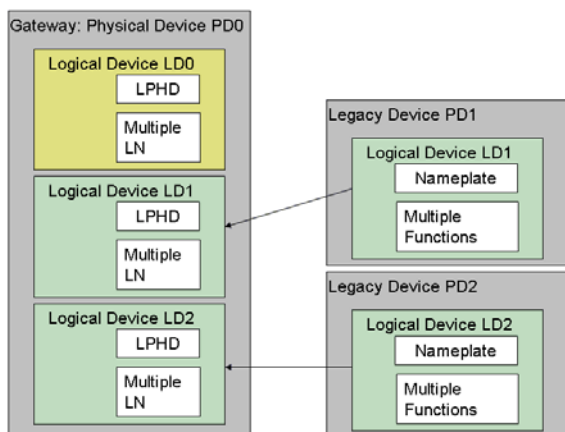 Gateway: Physical Device PD0
Logical Device LD0
LPHD
Multiple
LN
Logical Device LD1
LPHD
Multiple
LN
Logical Device LD2
LPHD
Multiple
LN
Legacy Device PD1
Logical Device LD1
Nameplate
Multiple
Functions
Legacy Device PD2
Logical Device LD2
Nameplate
Multiple
Functions